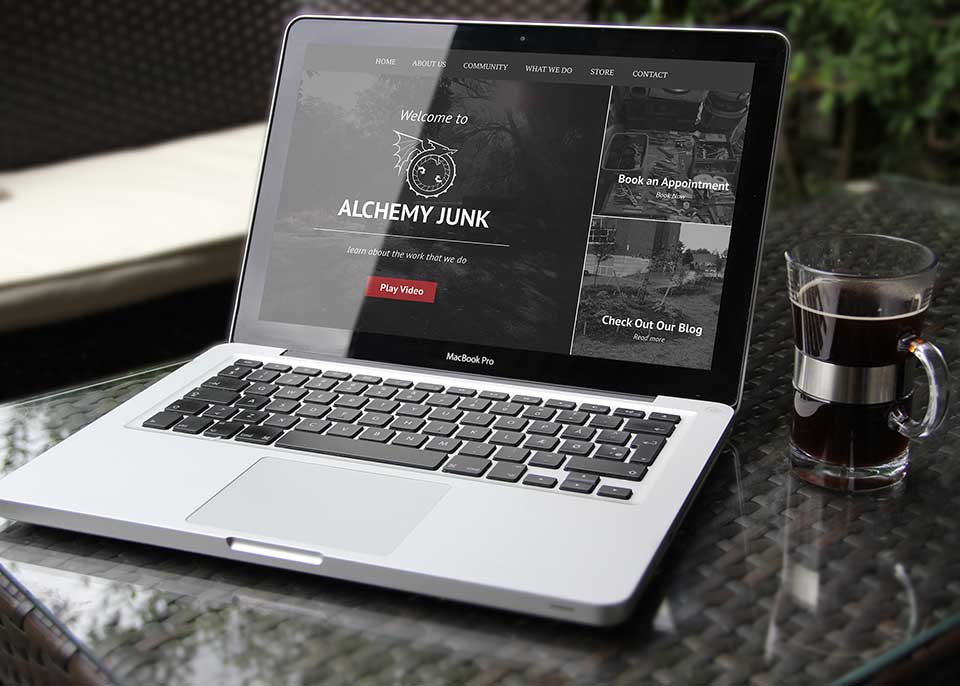 HOME ABOUT US COMMUNITY WHAT WE DO STORE CONTACT
Welcome to
ALCHEMY JUNK
learn about the work that we do
Play Video
Book an Appointment
Book Now
Check Out Our Blog
Read more
MacBook Pro